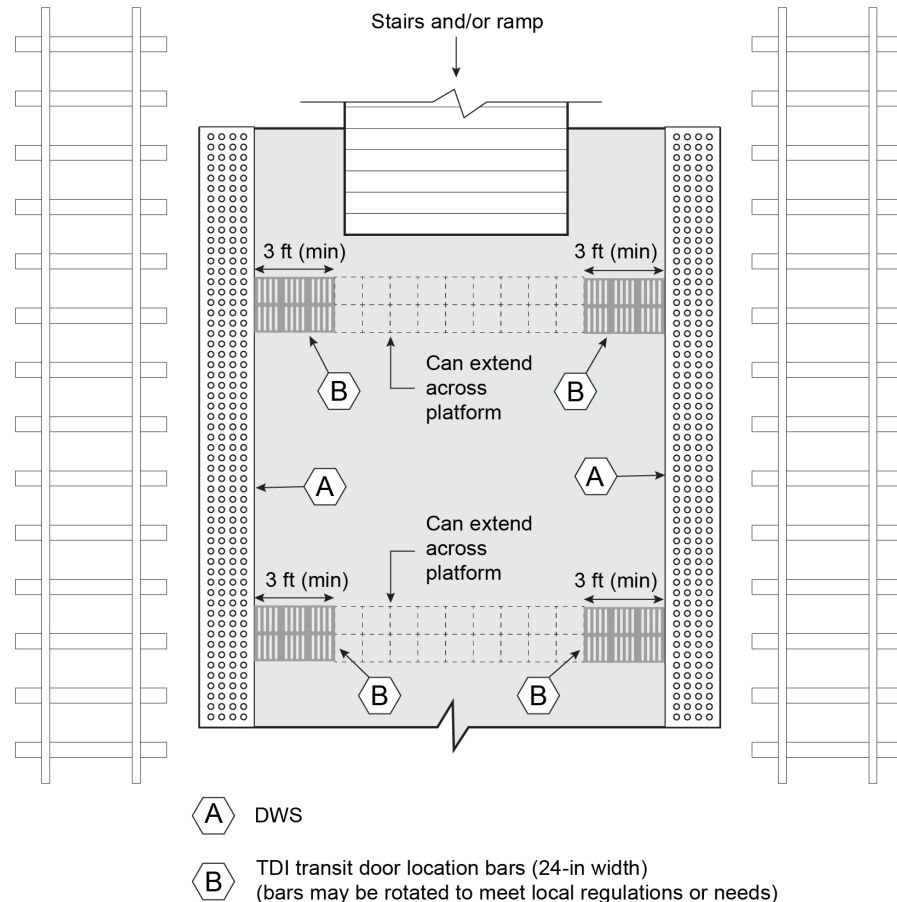 Stairs and/or ramp
3 ft (min)
3 ft (min)
Can extend
across
platform
B
B
A
A
Can extend
across
platform
3 ft (min)
3 ft (min)
B
B
A DWS
B TDI transit door location bars (24-in width)
(bars may be rotated to meet local regulations or needs)